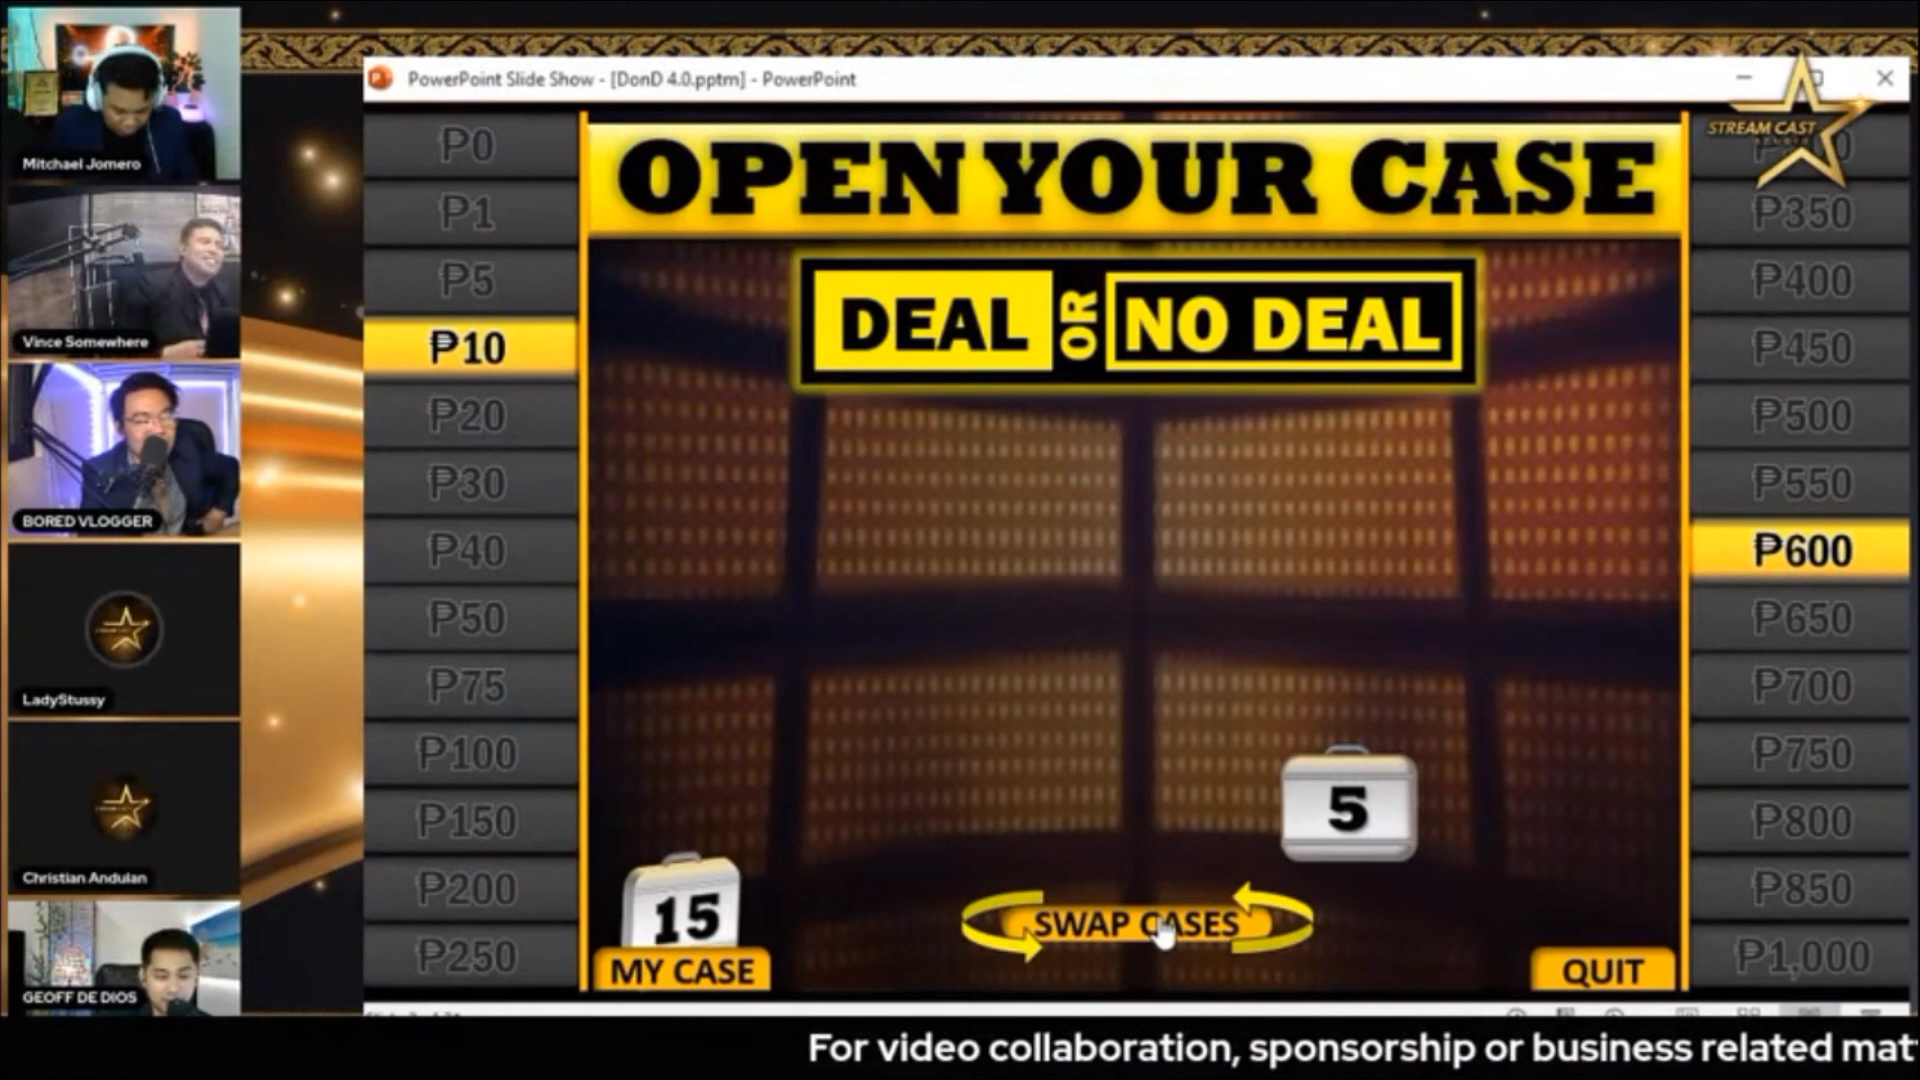 PowerPoint Slide Show - [DonD 4.0.pptm] - PowerPoint
STREAM CAST
OPEN YOUR CASE
DEAL OR NO DEAL
₱0
₱1
₱5
₱10
₱20
₱30
₱40
₱50
₱75
₱100
₱150
₱200
₱250
₱350
₱400
₱450
₱500
₱550
₱600
₱650
₱700
₱750
₱800
₱850
₱1,000
5
15
MY CASE
SWAP CASES
QUIT
Mitchael Jomero
Vince Somewhere
BORED VLOGGER
LadyStussy
Christian Andulan
GEOFF DE DIOS
For video collaboration, sponsorship or business related mat